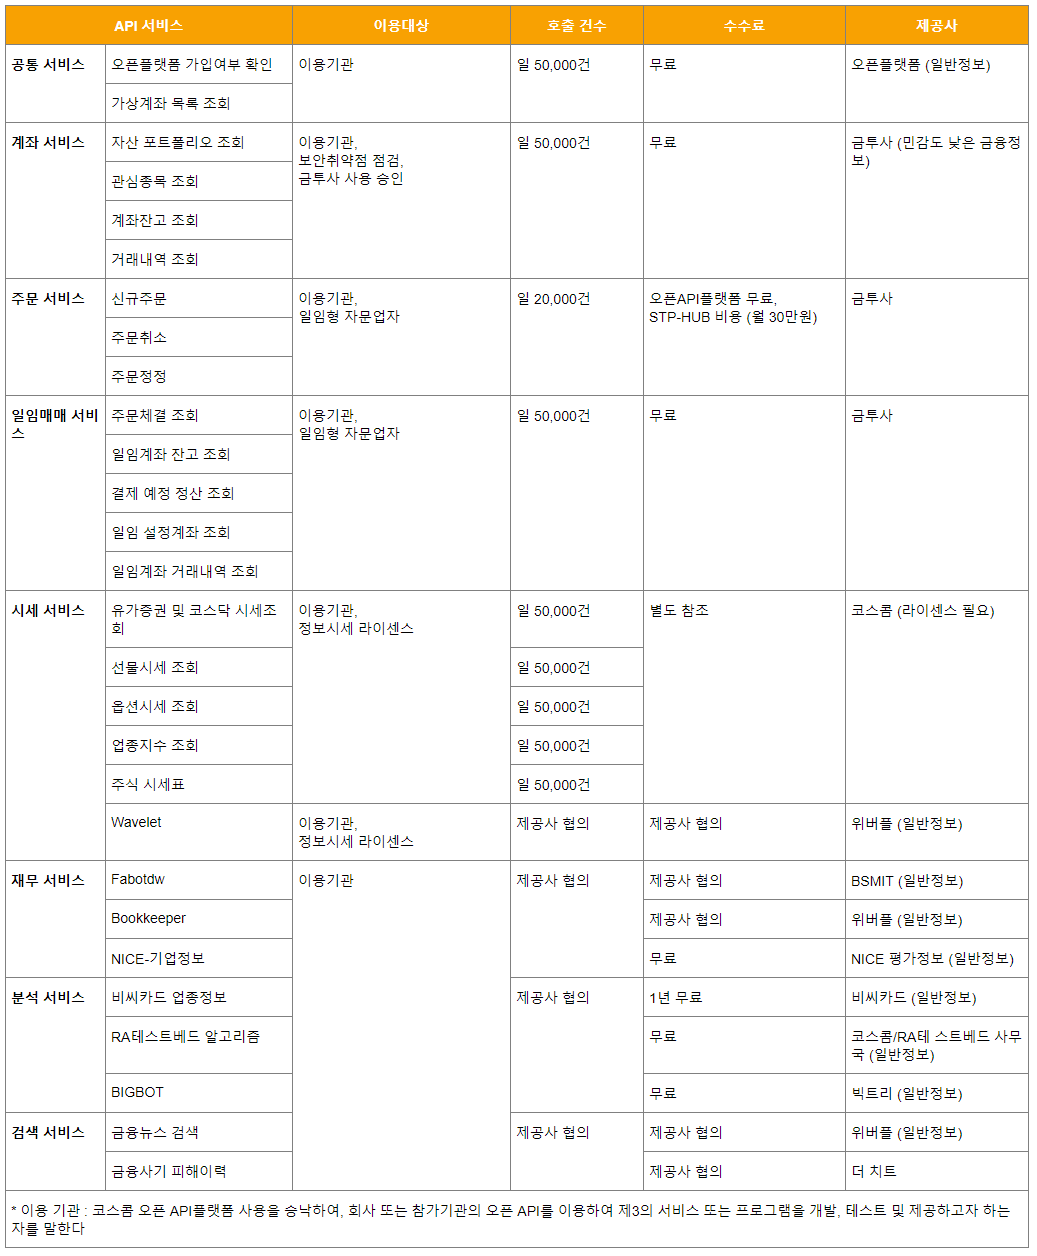 API 서비스 이용대상 호출 건수 수수료 제공사
공통 서비스 오픈플랫폼 가입여부 확인 이용기관 일 50,000건 무료 오픈플랫폼 (일반정보)
가상계좌 목록 조회
계좌 서비스 자산 포트폴리오 조회 이용기관, 일 50,000건 무료 금투사 (민감도 낮은 금융정
보안취약점 점검, 보)
금투사 사용 승인
관심종목 조회
계좌잔고 조회
거래내역 조회
주문 서비스 신규주문 이용기관, 일 20,000건 오픈API플랫폼 무료, 금투사
일임형 자문업자 STP-HUB 비용 (월 30만원)
주문취소
주문정정
일임매매 서비 주문체결 조회 이용기관, 일 50,000건 무료 금투사
스 일임형 자문업자
일임계좌 잔고 조회
결제 예정 정산 조회
일임 설정계좌 조회
일임계좌 거래내역 조회
시세 서비스 유가증권 및 코스닥 시세조 이용기관, 일 50,000건 별도 참조 코스콤 (라이센스 필요)
회 정보시세 라이센스
선물시세 조회 일 50,000건
옵션시세 조회 일 50,000건
업종지수 조회 일 50,000건
주식 시세표 일 50,000건
Wavelet 이용기관, 제공사 협의 제공사 협의 위버플 (일반정보)
정보시세 라이센스
재무 서비스 Fabotdw 이용기관 제공사 협의 제공사 협의 BSMIT (일반정보)
Bookkeeper 제공사 협의 위버플 (일반정보)
NICE-기업정보 무료 NICE 평가정보 (일반정보)
분석 서비스 비씨카드 업종정보 제공사 협의 1년 무료 비씨카드 (일반정보)
RA테스트베드 알고리즘 무료 코스콤/RA테 스트베드 사무
국 (일반정보)
BIGBOT 무료 빅트리 (일반정보)
검색 서비스 금융뉴스 검색 제공사 협의 제공사 협의 위버플 (일반정보)
금융사기 피해이력 제공사 협의 더 치트
* 이용 기관 : 코스콤 오픈 API플랫폼 사용을 승낙하여, 회사 또는 참가기관의 오픈 API를 이용하여 제3의 서비스 또는 프로그램을 개발, 테스트 및 제공하고자 하는
자를 말한다